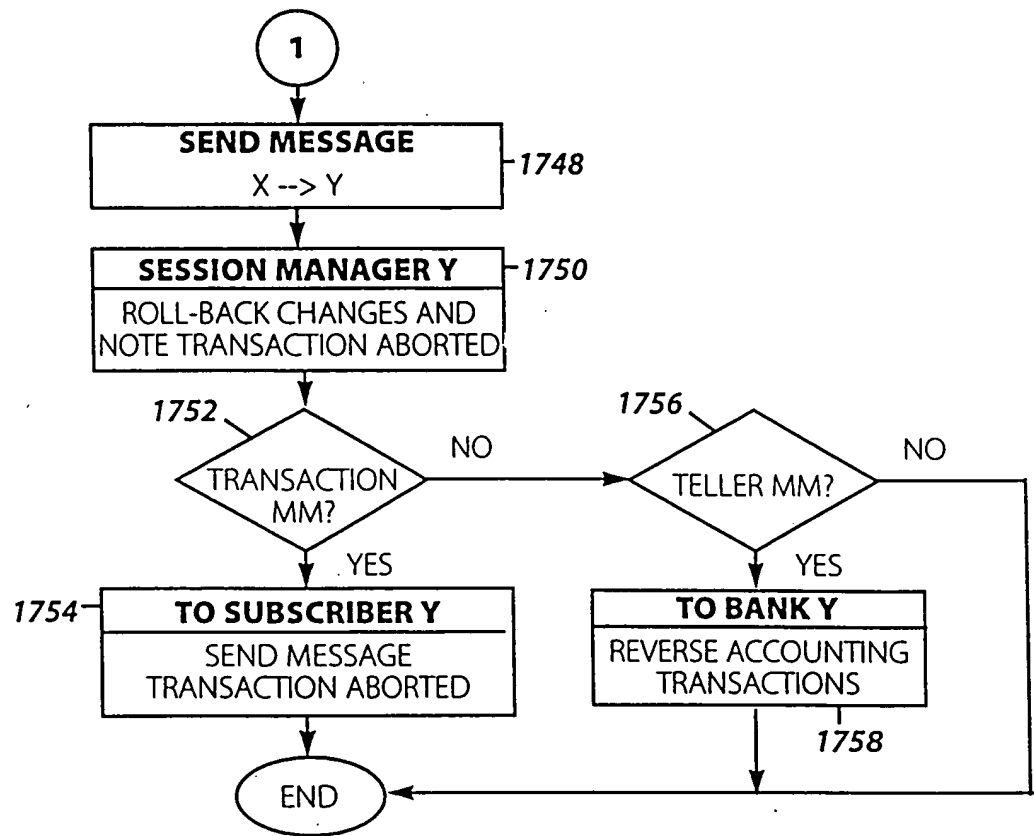 1
SEND MESSAGE
X --> Y
1748
SESSION MANAGER Y
1750
ROLL-BACK CHANGES AND
NOTE TRANSACTION ABORTED
1752
TRANSACTION
MM?
NO
1756
TELLER MM?
NO
YES
YES
1754
TO SUBSCRIBER Y
SEND MESSAGE
TRANSACTION ABORTED
TO BANK Y
REVERSE ACCOUNTING
TRANSACTIONS
1758
END